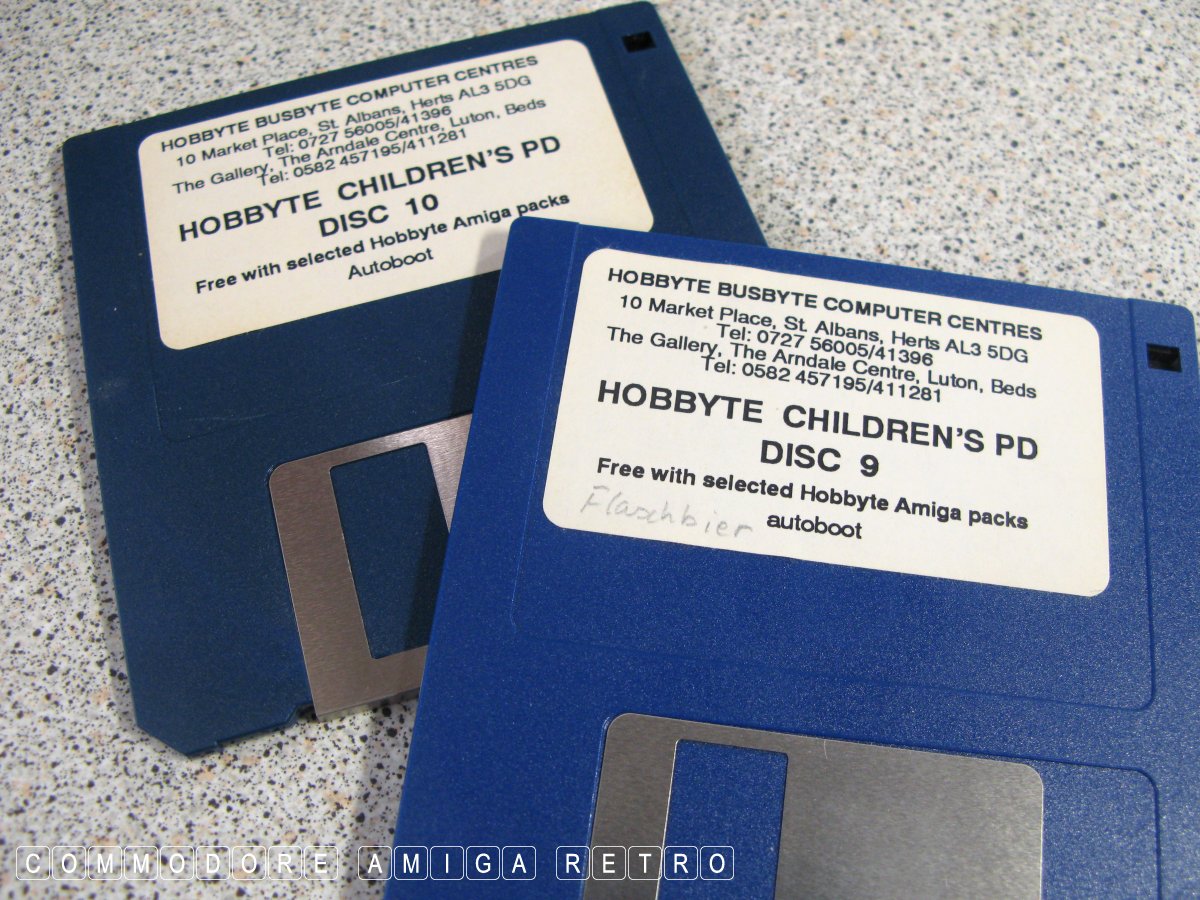 HOBBYTE BUSBYTE COMPUTER CENTRES
10 Market Place, St. Albans, Herts AL3 5DG
Tel: 0727 56005/41396
The Gallery, The Arndale Centre, Luton, Beds
Tel: 0582 457195/411281
HOBBYTE CHILDREN'S PD
DISC 10
Free with selected Hobbyte Amiga packs
Autoboot
HOBBYTE BUSBYTE COMPUTER CENTRES
10 Market Place, St. Albans, Herts AL3 5DG
Tel: 0727 56005/41396
The Gallery, The Arndale Centre, Luton, Beds
Tel: 0582 457195/411281
HOBBYTE CHILDREN'S PD
DISC 9
Free with selected Hobbyte Amiga packs
Flaschbier autoboot
COMMODORE AMIGA RETRO